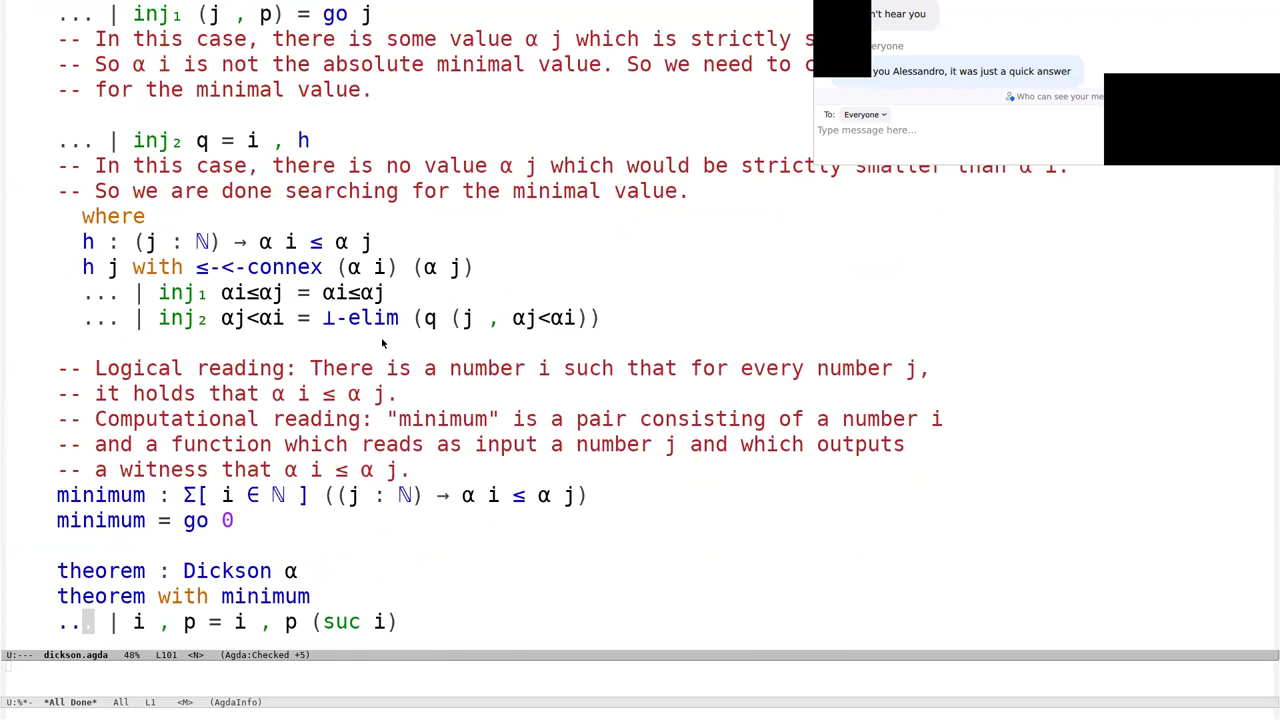 ... | inj₁ (j , p) = go j
-- In this case, there is some value α j which is strictly
-- So α i is not the absolute minimal value. So we need to
-- for the minimal value.
... | inj₂ q = i , h
-- In this case, there is no value α j which would be strictly smaller than α i.
-- So we are done searching for the minimal value.
where
h : (j : ℕ) → α i ≤ α j
h j with ≤-<-connex (α i) (α j)
... | inj₁ αi≤αj = αi≤αj
... | inj₂ αj<αi = ⊥-elim (q (j , αj<αi))
-- Logical reading: There is a number i such that for every number j,
-- it holds that α i ≤ α j.
-- Computational reading: "minimum" is a pair consisting of a number i
-- and a function which reads as input a number j and which outputs
-- a witness that α i ≤ α j.
minimum : Σ[ i ∈ ℕ ] ((j : ℕ) → α i ≤ α j)
minimum = go 0
theorem : Dickson α
theorem with minimum
... | i , p = i , p (suc i)
U:--- dickson.agda 48% L101 <N> (Agda:Checked +5)
U:%*- *All Done* All L1 <M> (AgdaInfo)
hear you
you Alessandro, it was just a quick answer
Who can see your
To: Everyone
Type message here...